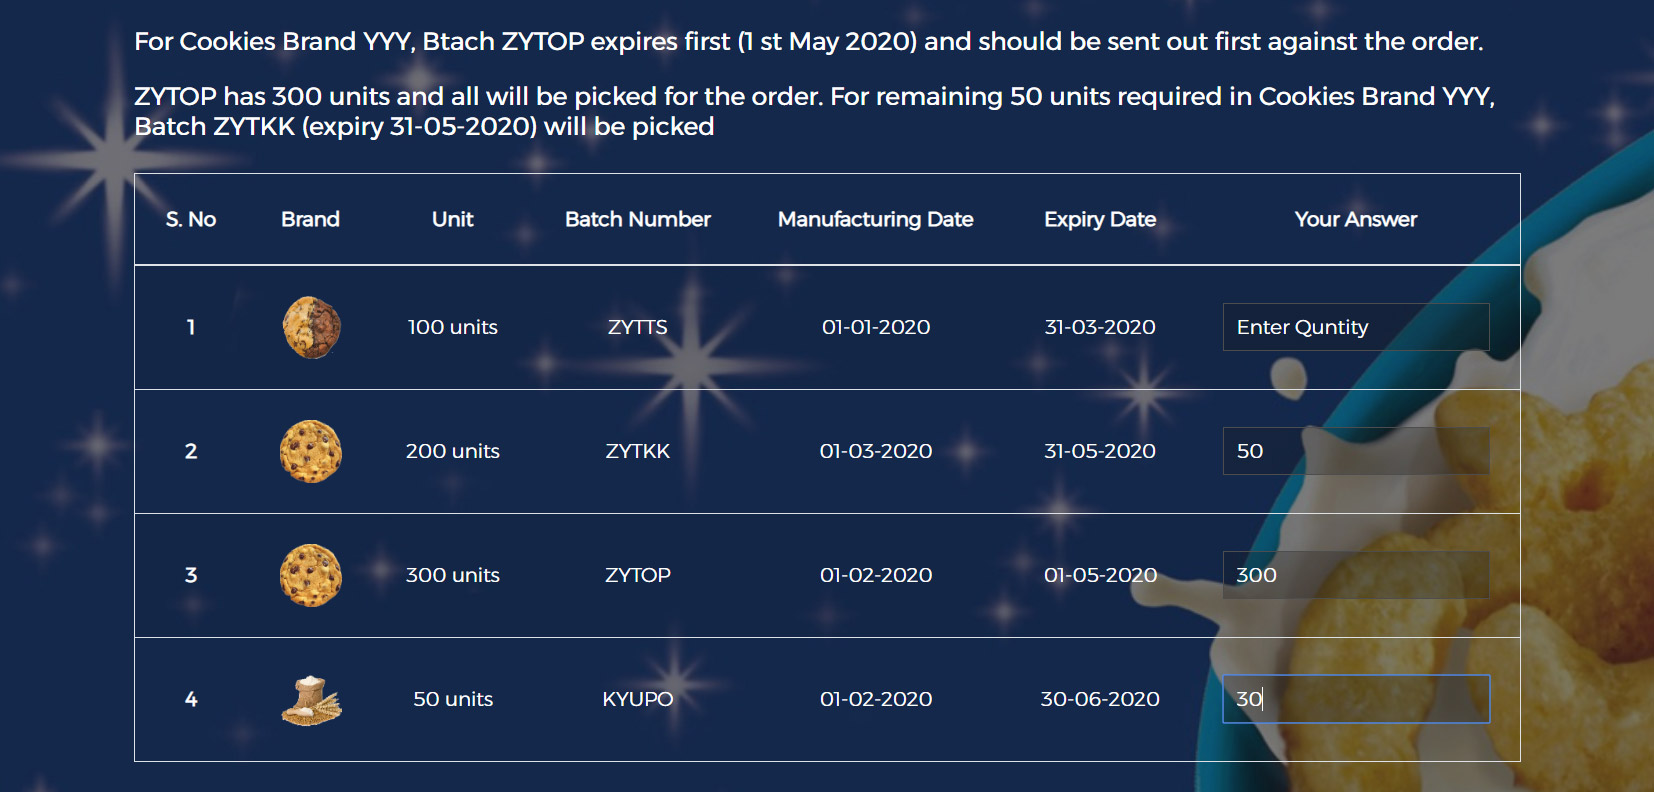 For Cookies Brand YYY, Btach ZYTOP expires first (1 st May 2020) and should be sent out first against the order.
ZYTOP has 300 units and all will be picked for the order. For remaining 50 units required in Cookies Brand YYY,
Batch ZYTKK (expiry 31-05-2020) will be picked
S. No Brand Unit Batch Number Manufacturing Date Expiry Date Your Answer
1 100 units ZYTTS 01-01-2020 31-03-2020 Enter Quntity
2 200 units ZYTKK 01-03-2020 31-05-2020 50
3 300 units ZYTOP 01-02-2020 01-05-2020 300
4 50 units KYUPO 01-02-2020 30-06-2020 30